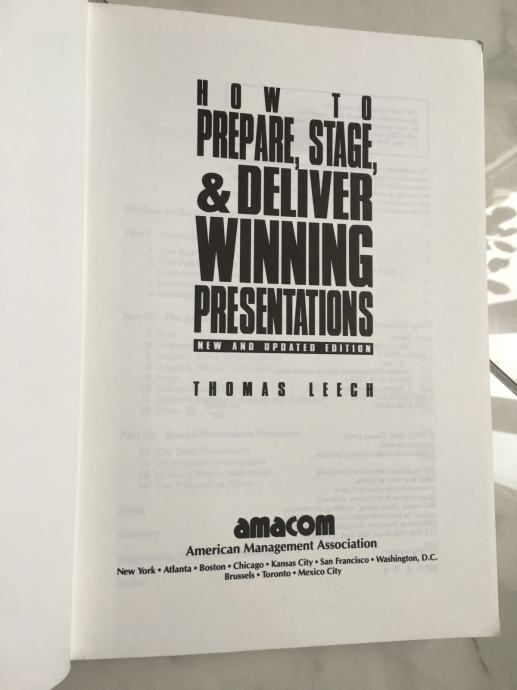 HOW TO
PREPARE, STAGE,
& DELIVER
WINNING
PRESENTATIONS
NEW AND UPDATED EDITION
THOMAS LEECH
amacom
American Management Association
New York • Atlanta • Boston • Chicago • Kansas City • San Francisco • Washington, D.C.
Brussels • Toronto • Mexico City